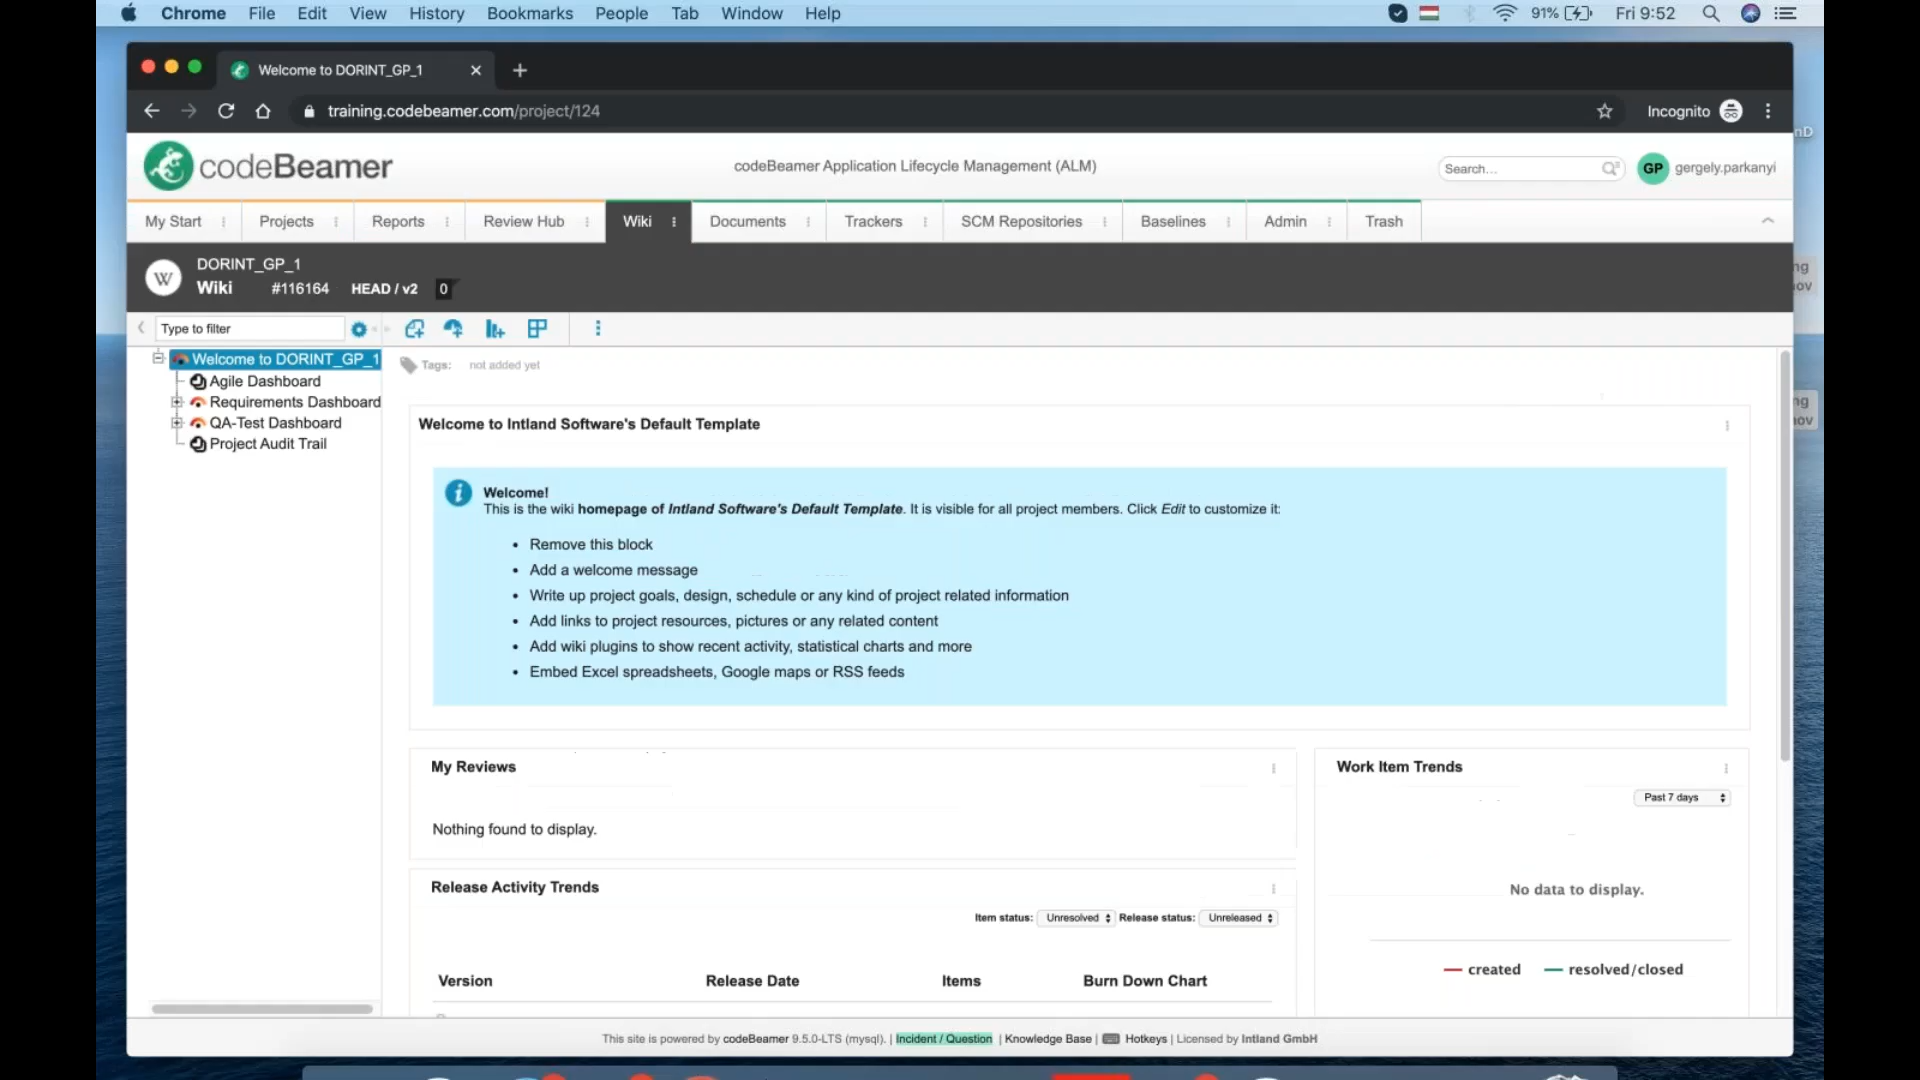 Chrome File Edit View History Bookmarks People Tab Window Help 91% Fri 9:52
Welcome to DORINT_GP_1
training.codebeamer.com/project/124 Incognito
codeBeamer codeBeamer Application Lifecycle Management (ALM) Search... GP gergely.parkanyi
My Start Projects Reports Review Hub Wiki Documents Trackers SCM Repositories Baselines Admin Trash
DORINT_GP_1
W Wiki #116164 HEAD / v2 0
Type to filter
Welcome to DORINT_GP_1
Agile Dashboard
Requirements Dashboard
QA-Test Dashboard
Project Audit Trail
Tags: not added yet
Welcome to Intland Software's Default Template
Welcome!
This is the wiki homepage of Intland Software's Default Template. It is visible for all project members. Click Edit to customize it:
• Remove this block
• Add a welcome message
• Write up project goals, design, schedule or any kind of project related information
• Add links to project resources, pictures or any related content
• Add wiki plugins to show recent activity, statistical charts and more
• Embed Excel spreadsheets, Google maps or RSS feeds
My Reviews
Nothing found to display.
Work Item Trends
Past 7 days
No data to display.
created resolved/closed
Release Activity Trends
Item status: Unresolved Release status: Unreleased
Version Release Date Items Burn Down Chart
This site is powered by codeBeamer 9.5.0-LTS (mysql). | Incident / Question | Knowledge Base | Hotkeys | Licensed by Intland GmbH